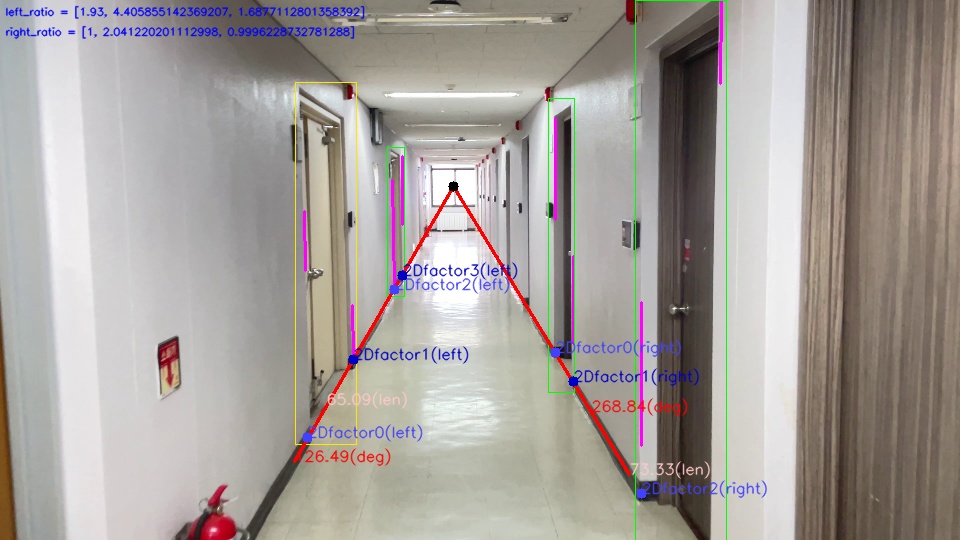 left_ratio = [1.93, 4.405855142369207, 1.6877112801358392]
right_ratio = [1, 2.041220201112998, 0.9996228732781288]
2Dfactor3(left)
2Dfactor2(left)
2Dfactor0(right)
2Dfactor1(left)
2Dfactor1(right)
65.09(len)
268.84(deg)
2Dfactor0(left)
26.49(deg)
73.33(len)
2Dfactor2(right)